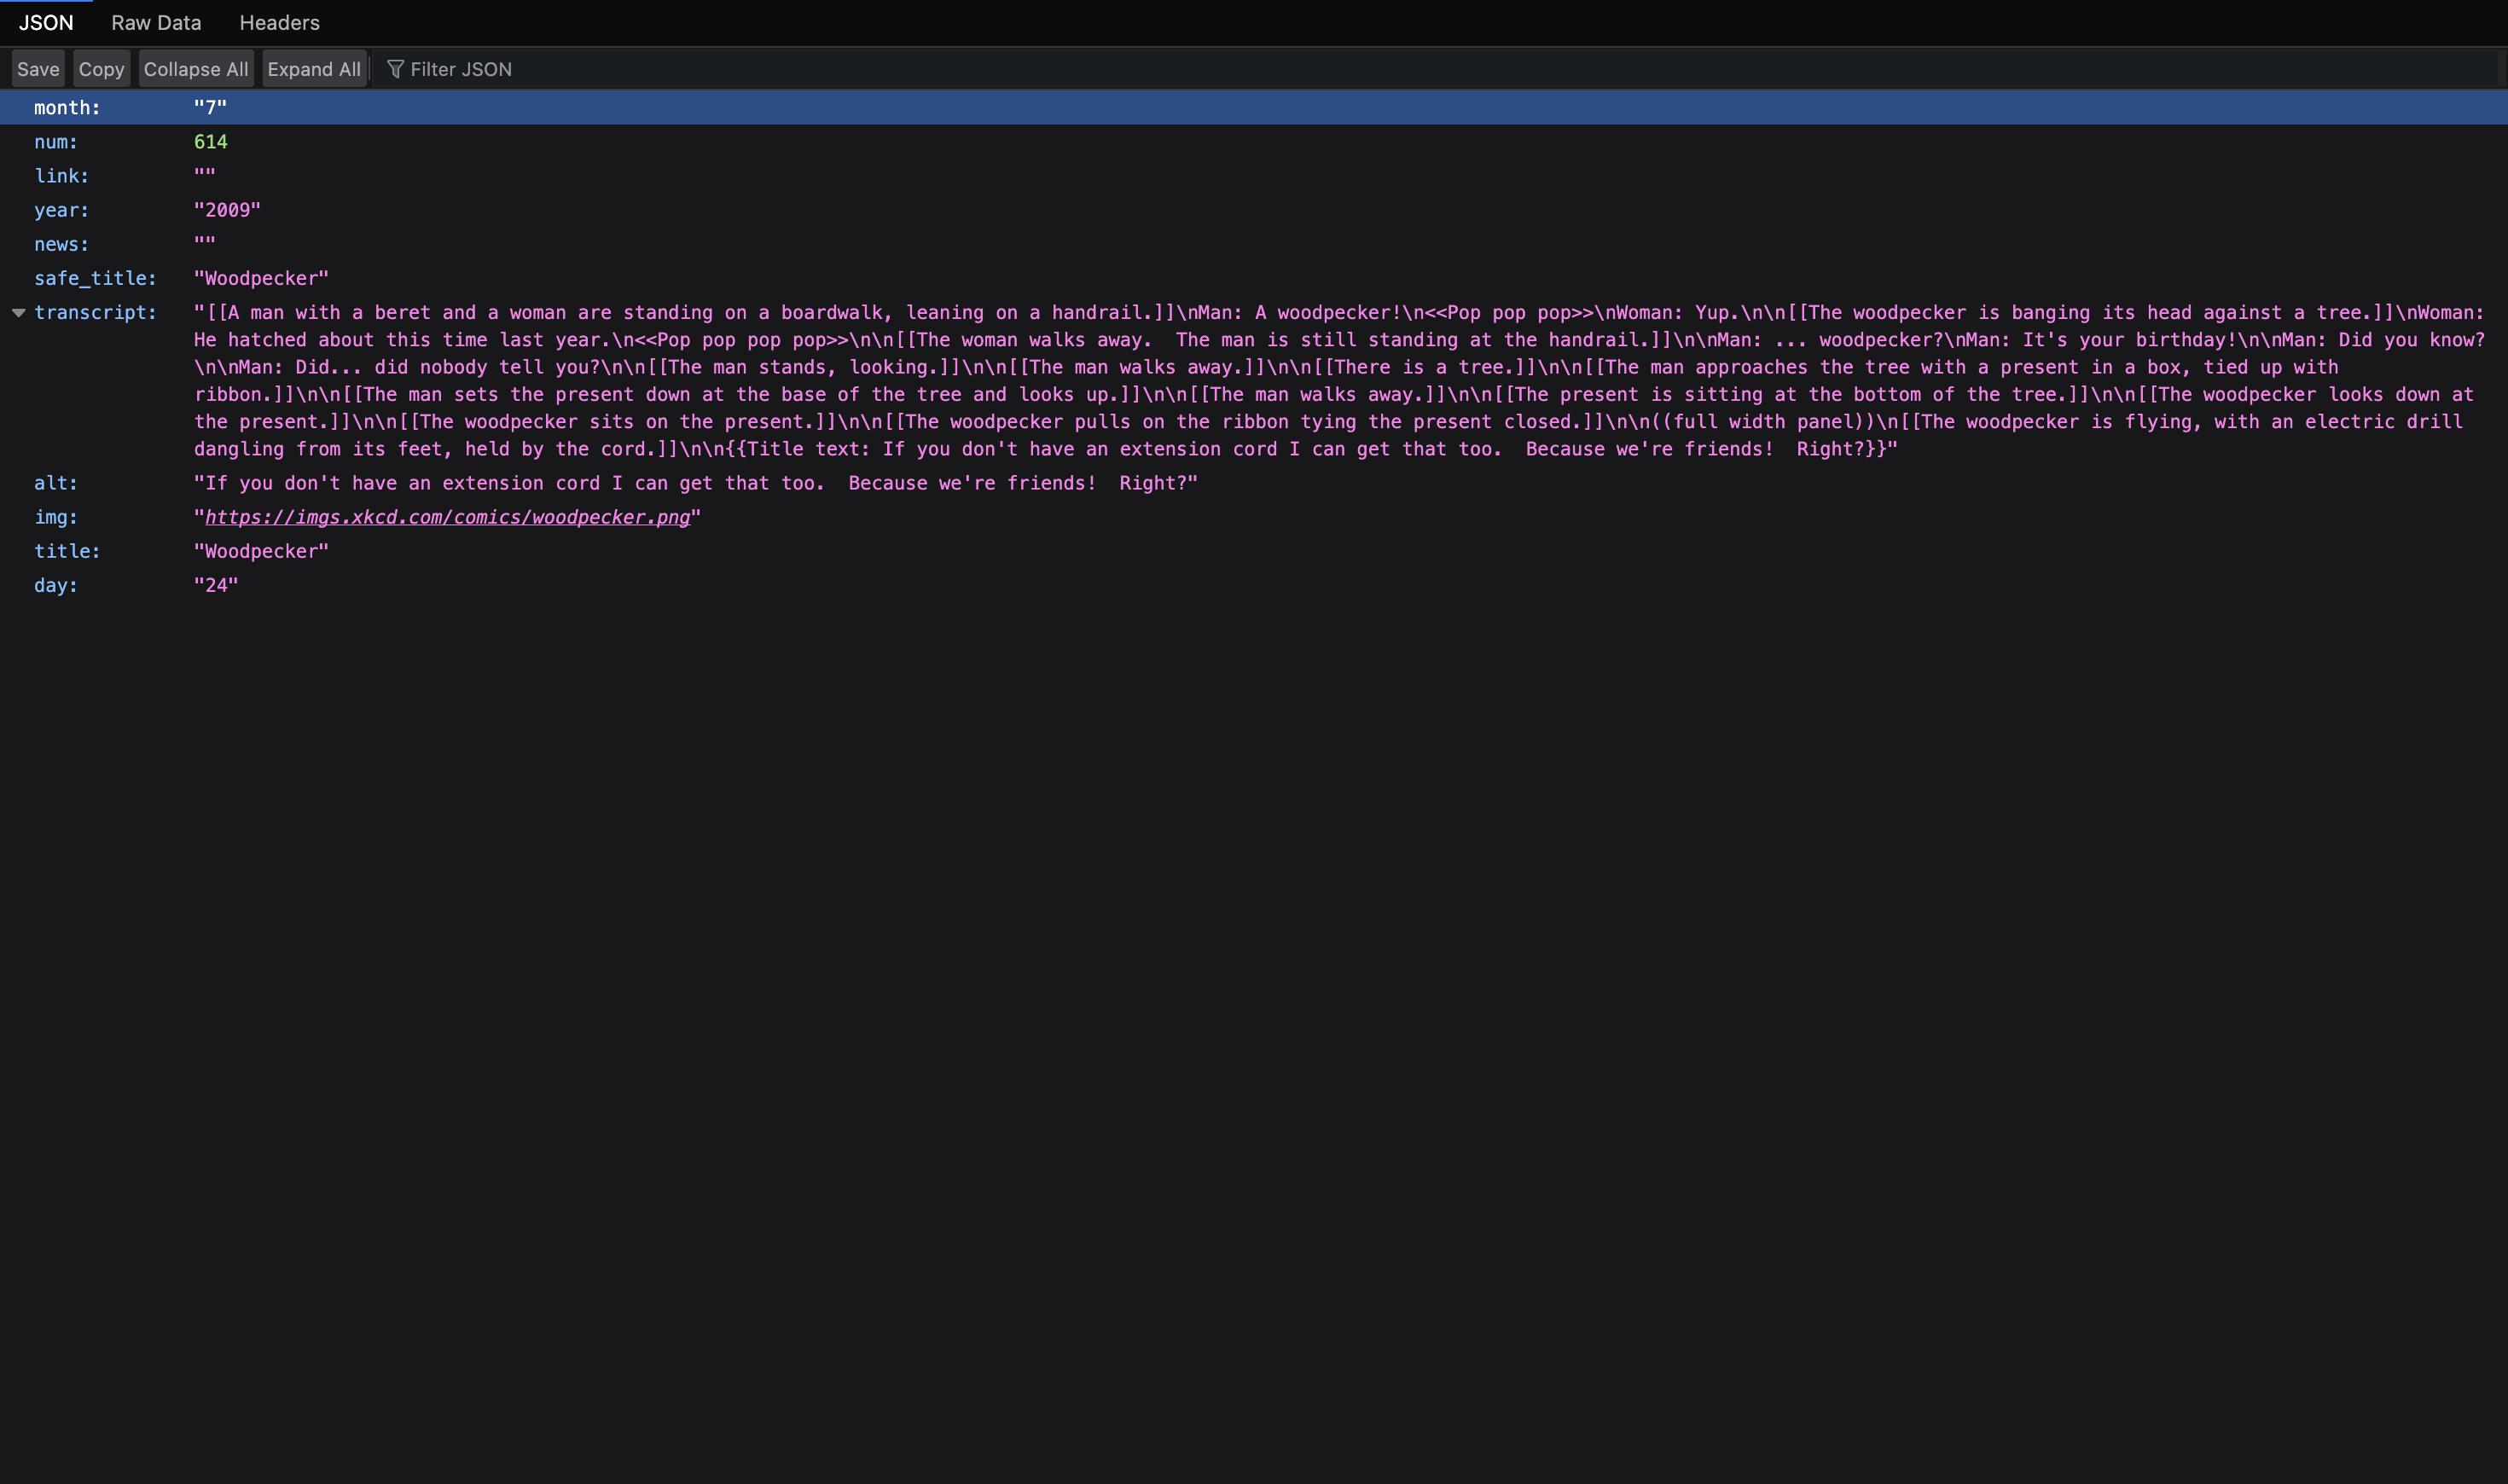 JSON Raw Data Headers
Save Copy Collapse All Expand All Filter JSON
month: "7"
num: 614
link: ""
year: "2009"
news: ""
safe_title: "Woodpecker"
transcript: "[[A man with a beret and a woman are standing on a boardwalk, leaning on a handrail.]]\nMan: A woodpecker!\n<<Pop pop pop>>\nWoman: Yup.\n\n[[The woodpecker is banging its head against a tree.]]\nWoman:
He hatched about this time last year.\n<<Pop pop pop pop>>\n\n[[The woman walks away.  The man is still standing at the handrail.]]\n\nMan: ... woodpecker?\nMan: It's your birthday!\n\nMan: Did you know?
\n\nMan: Did... did nobody tell you?\n\n[[The man stands, looking.]]\n\n[[The man walks away.]]\n\n[[There is a tree.]]\n\n[[The man approaches the tree with a present in a box, tied up with
ribbon.]]\n\n[[The man sets the present down at the base of the tree and looks up.]]\n\n[[The man walks away.]]\n\n[[The present is sitting at the bottom of the tree.]]\n\n[[The woodpecker looks down at
the present.]]\n\n[[The woodpecker sits on the present.]]\n\n[[The woodpecker pulls on the ribbon tying the present closed.]]\n\n((full width panel))\n[[The woodpecker is flying, with an electric drill
dangling from its feet, held by the cord.]]\n\n{{Title text: If you don't have an extension cord I can get that too.  Because we're friends!  Right?}}"
alt: "If you don't have an extension cord I can get that too.  Because we're friends!  Right?"
img: "https://imgs.xkcd.com/comics/woodpecker.png"
title: "Woodpecker"
day: "24"